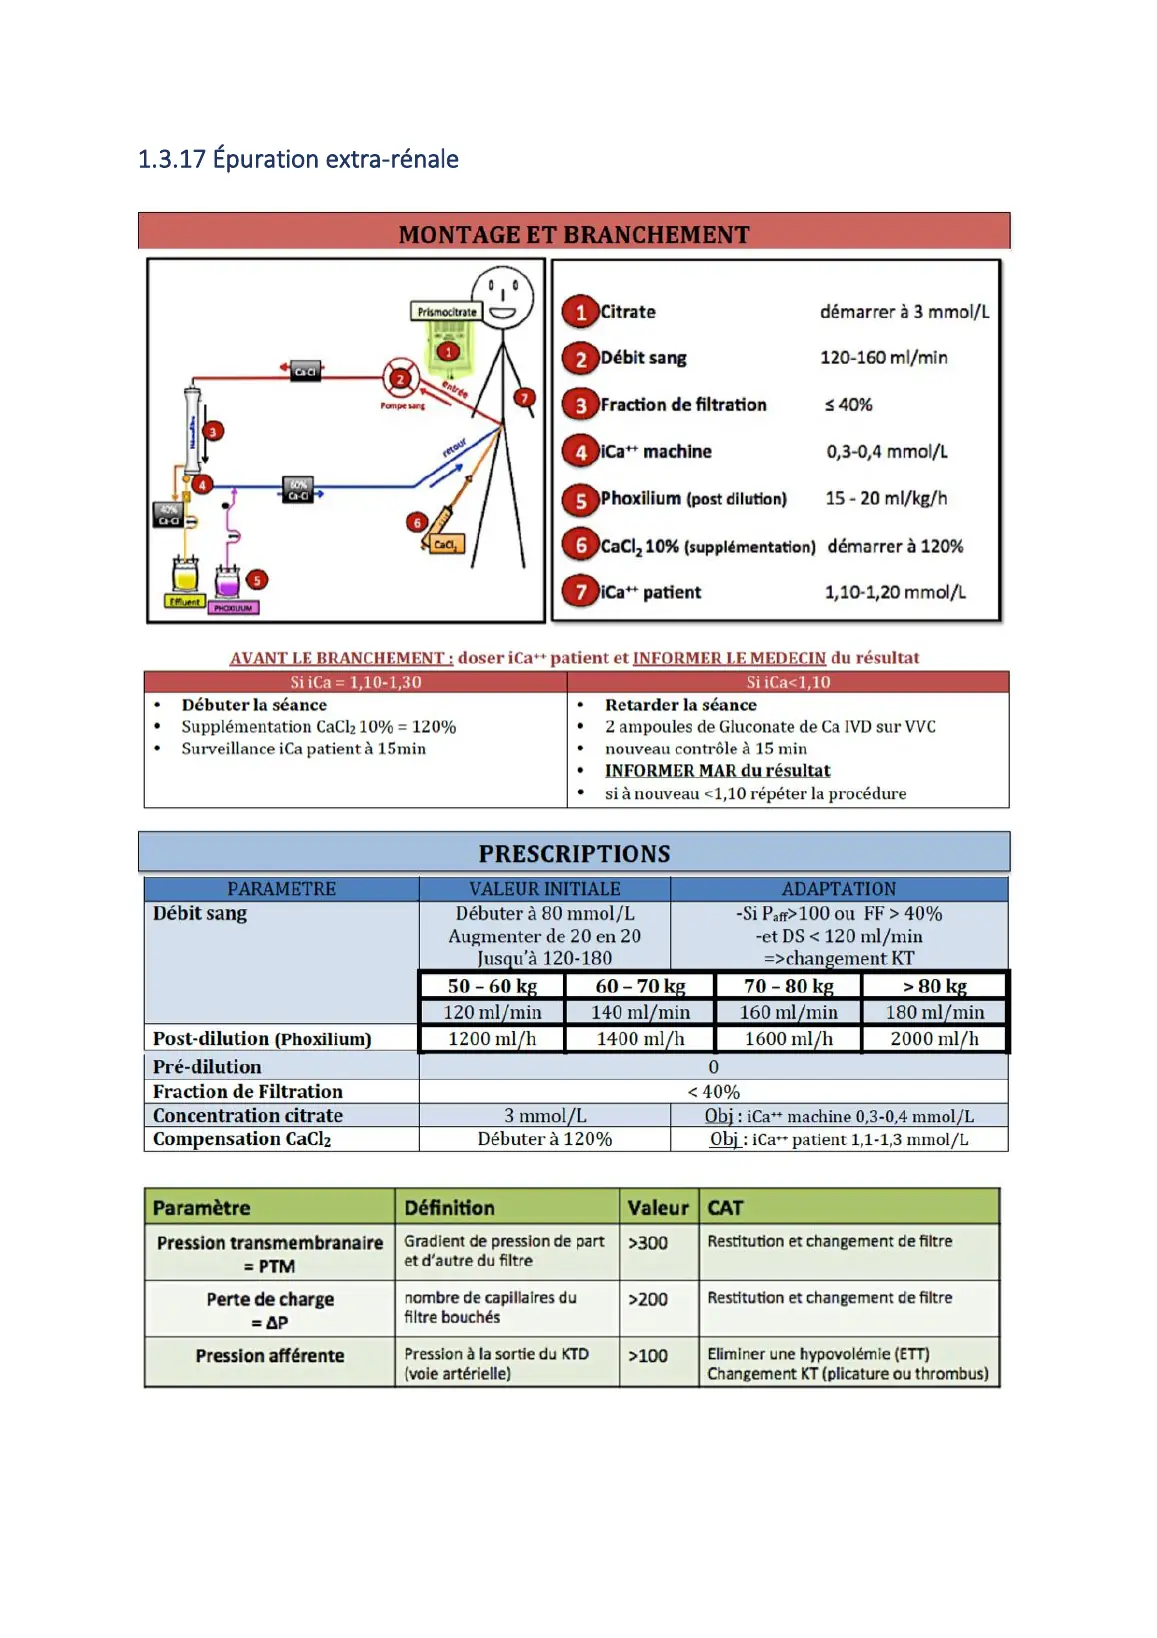 1.3.17 Épuration extra-rénale
MONTAGE ET BRANCHEMENT
Prismocitrate
1
Ca-Ci
2
entrée
Pompe sang
7
Hémofiltre
3
retour
4
60%
Ca-Ci
40%
Ca-Ci
6
CaCl₂
5
Effluent
PHOXILIUM
1 Citrate démarrer à 3 mmol/L
2 Débit sang 120-160 ml/min
3 Fraction de filtration ≤ 40%
4 iCa⁺⁺ machine 0,3-0,4 mmol/L
5 Phoxilium (post dilution) 15 - 20 ml/kg/h
6 CaCl₂ 10% (supplémentation) démarrer à 120%
7 iCa⁺⁺ patient 1,10-1,20 mmol/L
AVANT LE BRANCHEMENT : doser iCa⁺⁺ patient et INFORMER LE MEDECIN du résultat
Si iCa = 1,10-1,30
• Débuter la séance
• Supplémentation CaCl₂ 10% = 120%
• Surveillance iCa patient à 15min
Si iCa<1,10
• Retarder la séance
• 2 ampoules de Gluconate de Ca IVD sur VVC
• nouveau contrôle à 15 min
• INFORMER MAR du résultat
• si à nouveau <1,10 répéter la procédure
PRESCRIPTIONS
PARAMETRE VALEUR INITIALE ADAPTATION
Débit sang Débuter à 80 mmol/L -Si Paff>100 ou FF > 40%
Augmenter de 20 en 20 -et DS < 120 ml/min
Jusqu'à 120-180 =>changement KT
50 – 60 kg 60 – 70 kg 70 – 80 kg > 80 kg
120 ml/min 140 ml/min 160 ml/min 180 ml/min
Post-dilution (Phoxilium) 1200 ml/h 1400 ml/h 1600 ml/h 2000 ml/h
Pré-dilution 0
Fraction de Filtration < 40%
Concentration citrate 3 mmol/L Obj : iCa⁺⁺ machine 0,3-0,4 mmol/L
Compensation CaCl₂ Débuter à 120% Obj : iCa⁺⁺ patient 1,1-1,3 mmol/L
Paramètre Définition Valeur CAT
Pression transmembranaire Gradient de pression de part >300 Restitution et changement de filtre
= PTM et d'autre du filtre
Perte de charge nombre de capillaires du >200 Restitution et changement de filtre
= ΔP filtre bouchés
Pression afférente Pression à la sortie du KTD >100 Eliminer une hypovolémie (ETT)
(voie artérielle) Changement KT (plicature ou thrombus)